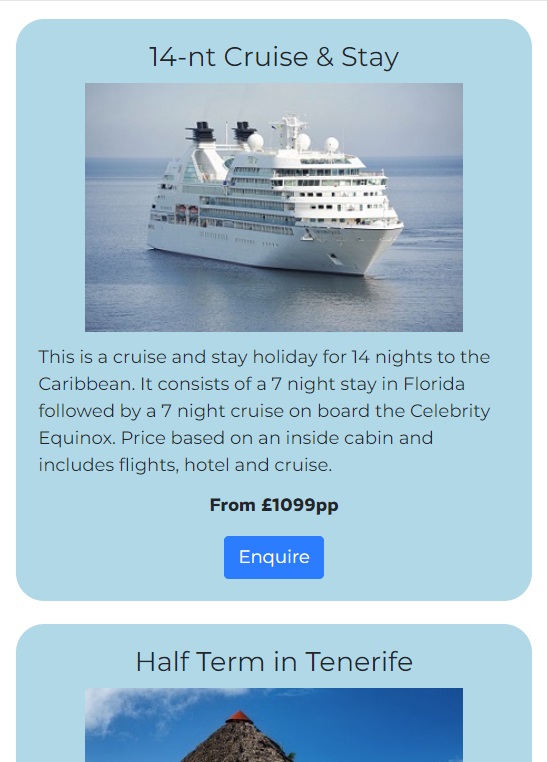 14-nt Cruise & Stay
This is a cruise and stay holiday for 14 nights to the
Caribbean. It consists of a 7 night stay in Florida
followed by a 7 night cruise on board the Celebrity
Equinox. Price based on an inside cabin and
includes flights, hotel and cruise.
From £1099pp
Enquire
Half Term in Tenerife